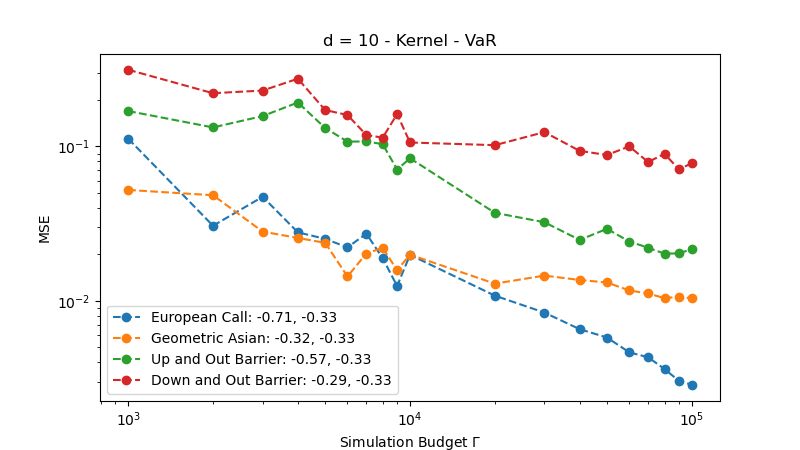 d = 10 - Kernel - VaR
MSE
10⁻¹
10⁻²
European Call: -0.71, -0.33
Geometric Asian: -0.32, -0.33
Up and Out Barrier: -0.57, -0.33
Down and Out Barrier: -0.29, -0.33
10³
10⁴
10⁵
Simulation Budget Γ